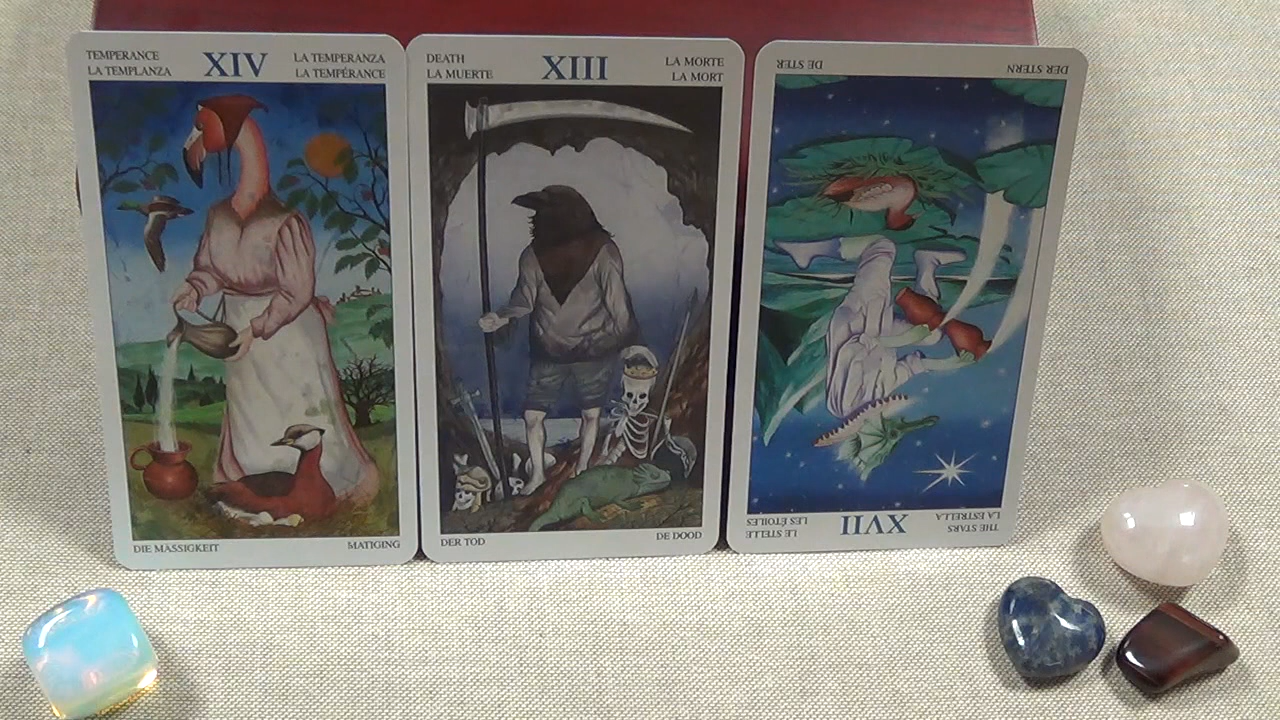 TEMPERANCE
LA TEMPLANZA
XIV
LA TEMPERANZA
LA TEMPÉRANCE
DIE MASSIGKEIT
MATIGING
DEATH
LA MUERTE
XIII
LA MORTE
LA MORT
DER TOD
DE DOOD
THE STARS
LA ESTRELLA
XVII
LE STELLE
LES ÉTOILES
DER STERN
DE STER